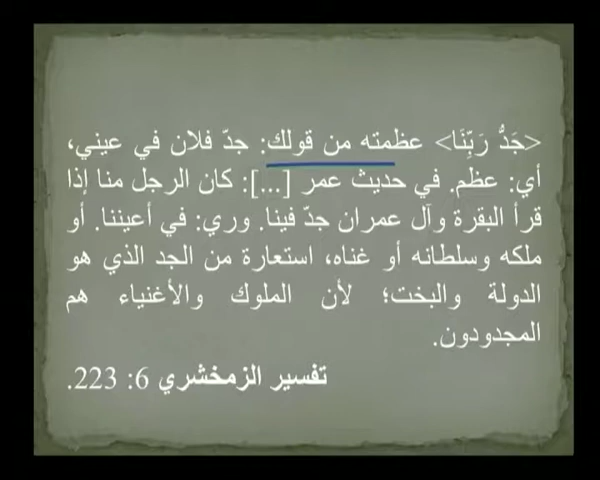 <جَدُّ رَبِّنَا> عظمته من قولك: جدّ فلان في عيني،
أي: عظم. في حديث عمر [...]: كان الرجل منا إذا
قرأ البقرة وآل عمران جدّ فينا. وري: في أعيننا. أو
ملكه وسلطانه أو غناه، استعارة من الجد الذي هو
الدولة والبخت؛ لأن الملوك والأغنياء هم
المجدودون.
تفسير الزمخشري 6: 223.